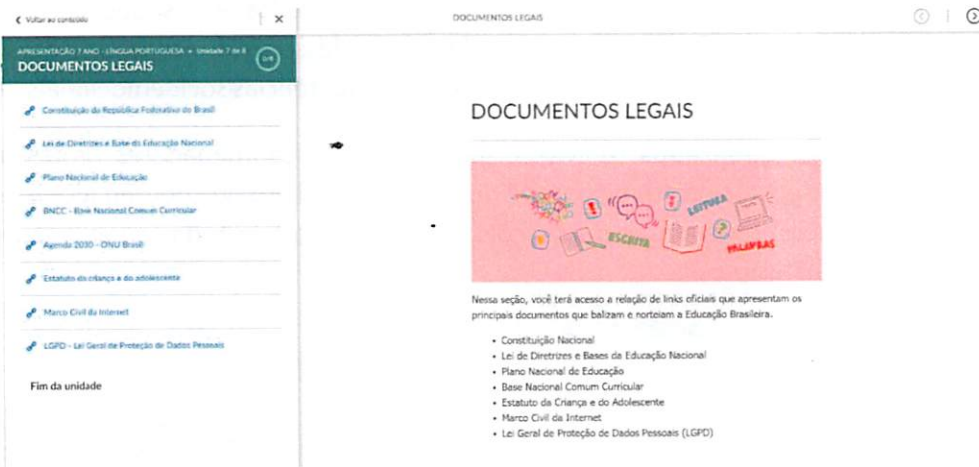 Voltar ao conteúdo
APRESENTAÇÃO 7 ANO - LÍNGUA PORTUGUESA • Unidade 7 de 8
DOCUMENTOS LEGAIS
Constituição da República Federativa do Brasil
Lei de Diretrizes e Base da Educação Nacional
Plano Nacional de Educação
BNCC - Base Nacional Comum Curricular
Agenda 2030 - ONU Brasil
Estatuto da criança e do adolescente
Marco Civil da Internet
LGPD - Lei Geral de Proteção de Dados Pessoais
Fim da unidade
DOCUMENTOS LEGAIS
DOCUMENTOS LEGAIS
LEITURA
ESCRITA
PALAVRAS
Nessa seção, você terá acesso a relação de links oficiais que apresentam os
principais documentos que balizam e norteiam a Educação Brasileira.
• Constituição Nacional
• Lei de Diretrizes e Bases da Educação Nacional
• Plano Nacional de Educação
• Base Nacional Comum Curricular
• Estatuto da Criança e do Adolescente
• Marco Civil da Internet
• Lei Geral de Proteção de Dados Pessoais (LGPD)